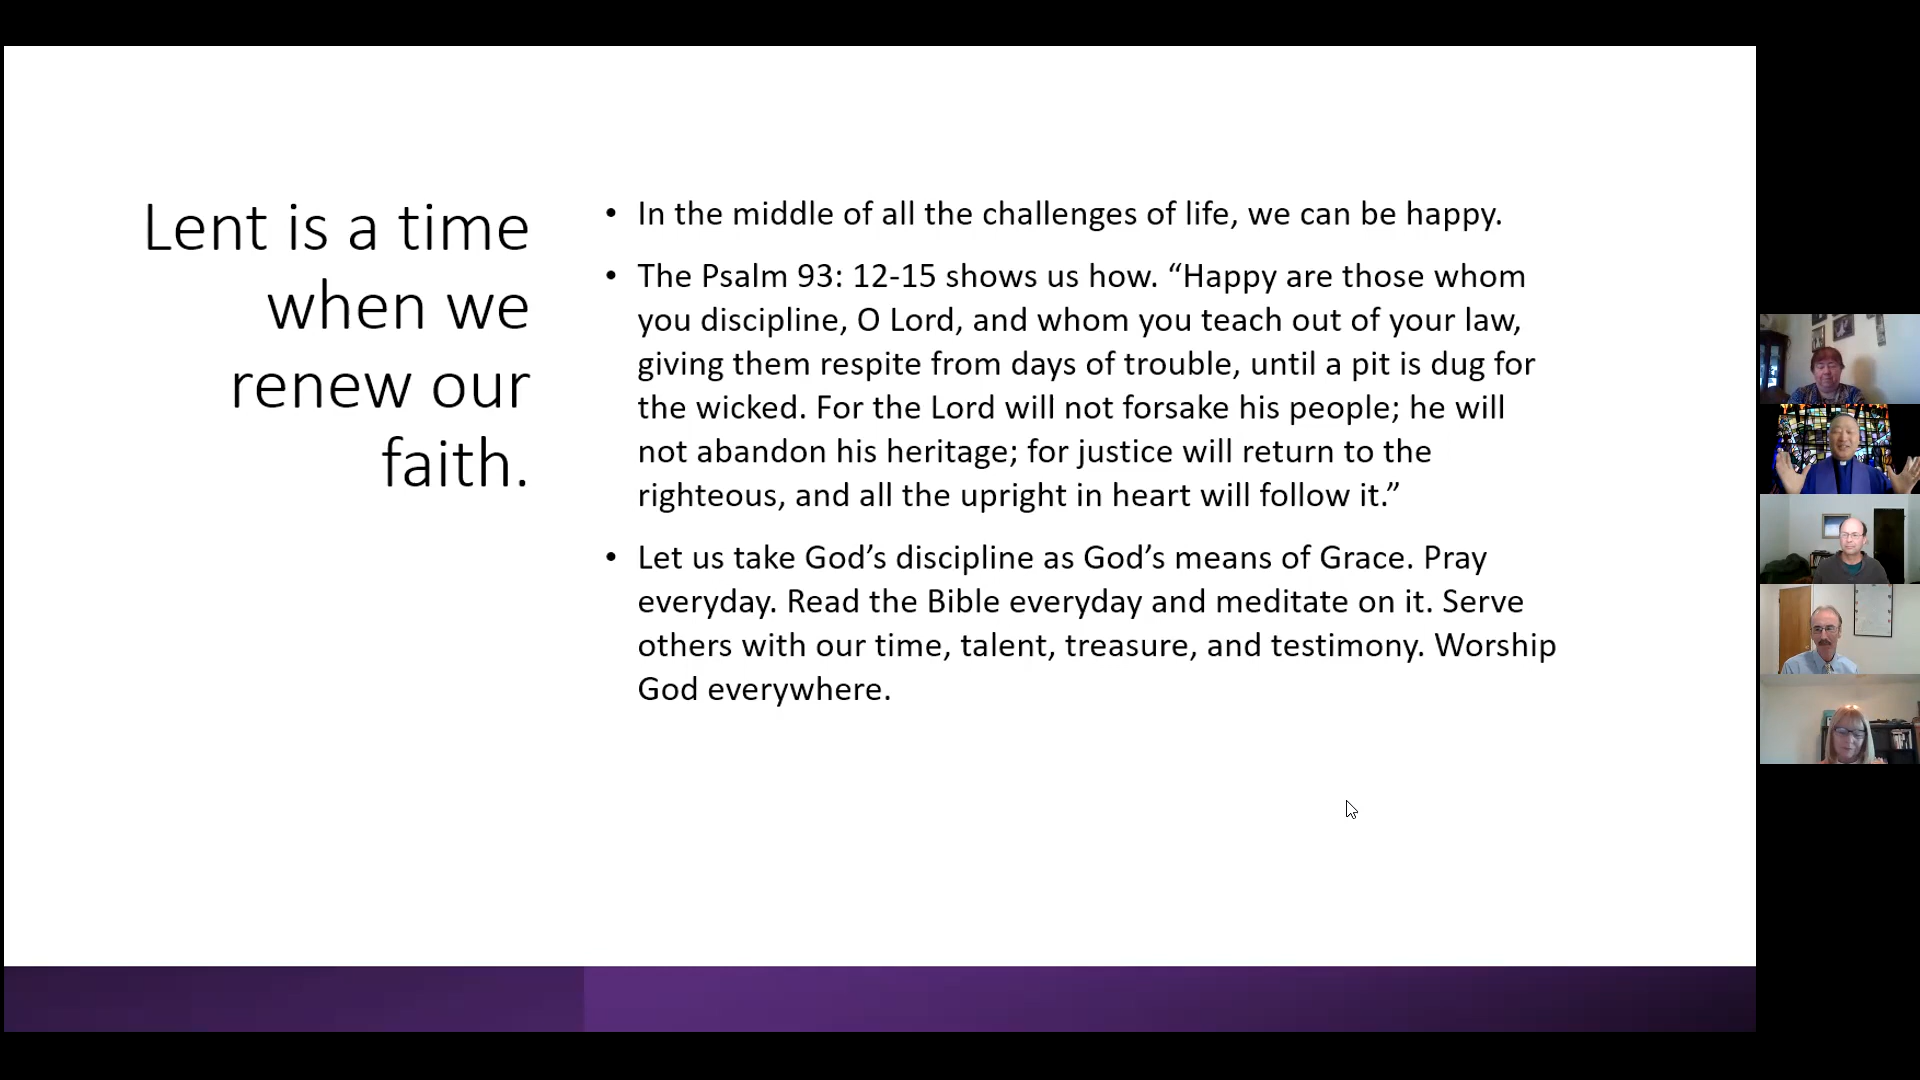 Lent is a time
when we
renew our
faith.
• In the middle of all the challenges of life, we can be happy.
• The Psalm 93: 12-15 shows us how. “Happy are those whom
you discipline, O Lord, and whom you teach out of your law,
giving them respite from days of trouble, until a pit is dug for
the wicked. For the Lord will not forsake his people; he will
not abandon his heritage; for justice will return to the
righteous, and all the upright in heart will follow it.”
• Let us take God’s discipline as God’s means of Grace. Pray
everyday. Read the Bible everyday and meditate on it. Serve
others with our time, talent, treasure, and testimony. Worship
God everywhere.